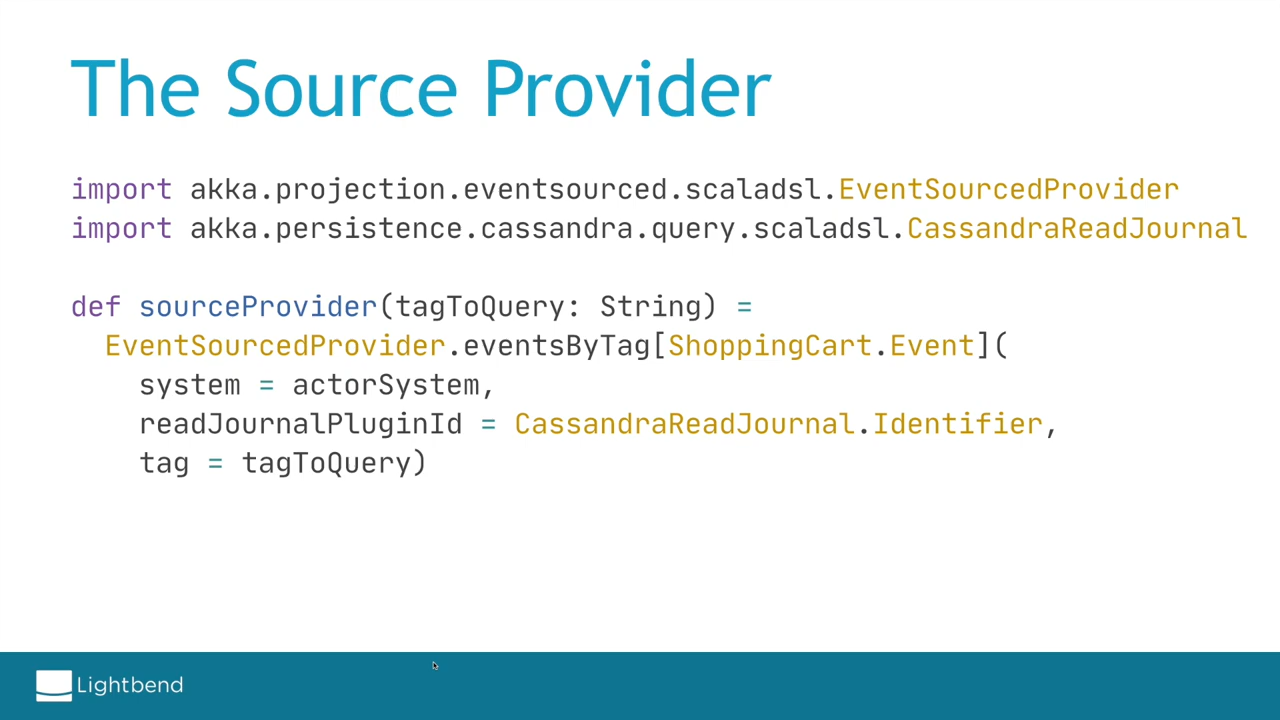 The Source Provider
import akka.projection.eventsourced.scaladsl.EventSourcedProvider
import akka.persistence.cassandra.query.scaladsl.CassandraReadJournal
def sourceProvider(tagToQuery: String) =
EventSourcedProvider.eventsByTag[ShoppingCart.Event](
system = actorSystem,
readJournalPluginId = CassandraReadJournal.Identifier,
tag = tagToQuery)
Lightbend